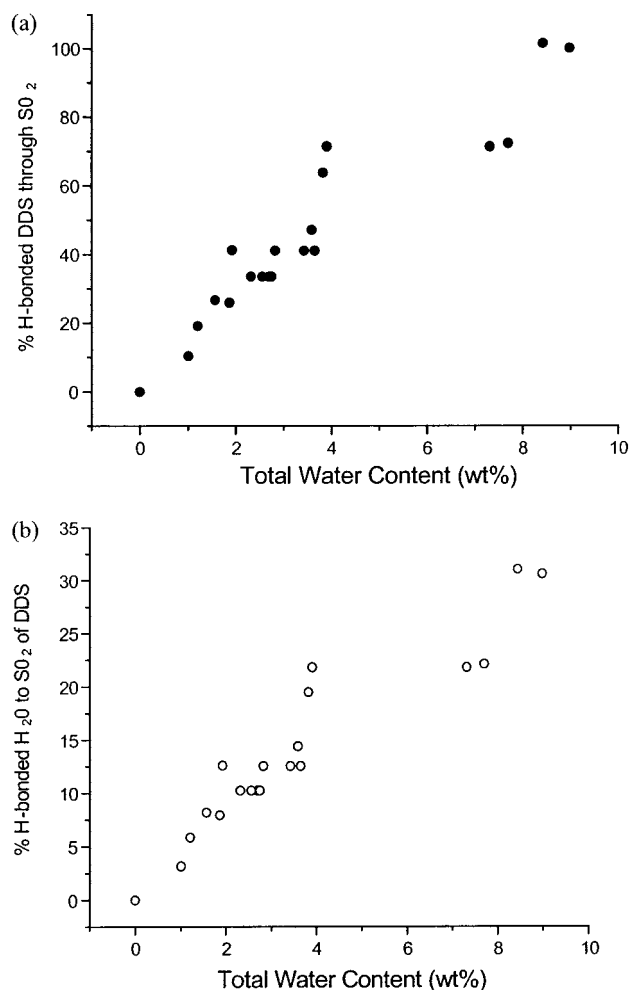 (a)
% H-bonded DDS through S0 2
100
80
60
40
20
0
0 2 4 6 8 10
Total Water Content (wt%)
(b)
% H-bonded H 2 0 to S0 2 of DDS
35
30
25
20
15
10
5
0
0 2 4 6 8 10
Total Water Content (wt%)